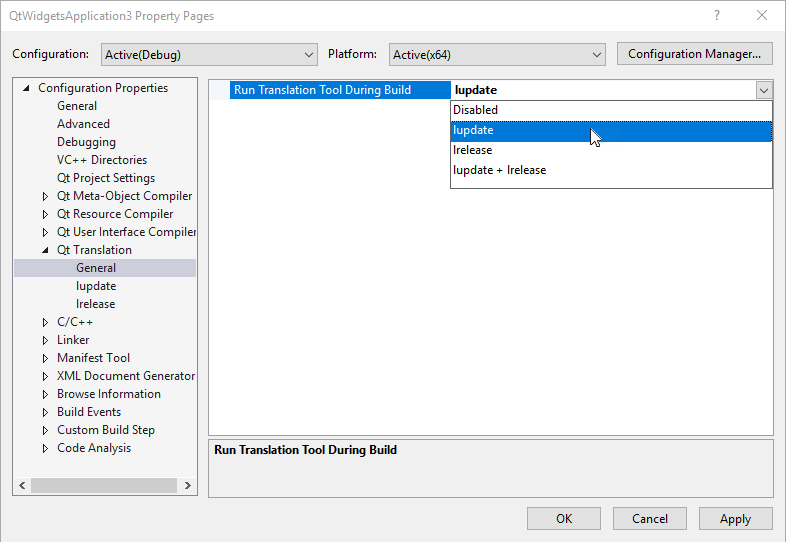 QtWidgetsApplication3 Property Pages
Configuration: Active(Debug) Platform: Active(x64) Configuration Manager...
Configuration Properties
General
Advanced
Debugging
VC++ Directories
Qt Project Settings
Qt Meta-Object Compiler
Qt Resource Compiler
Qt User Interface Compiler
Qt Translation
General
lupdate
lrelease
C/C++
Linker
Manifest Tool
XML Document Generator
Browse Information
Build Events
Custom Build Step
Code Analysis
Run Translation Tool During Build lupdate
Disabled
lupdate
lrelease
lupdate + lrelease
Run Translation Tool During Build
OK Cancel Apply